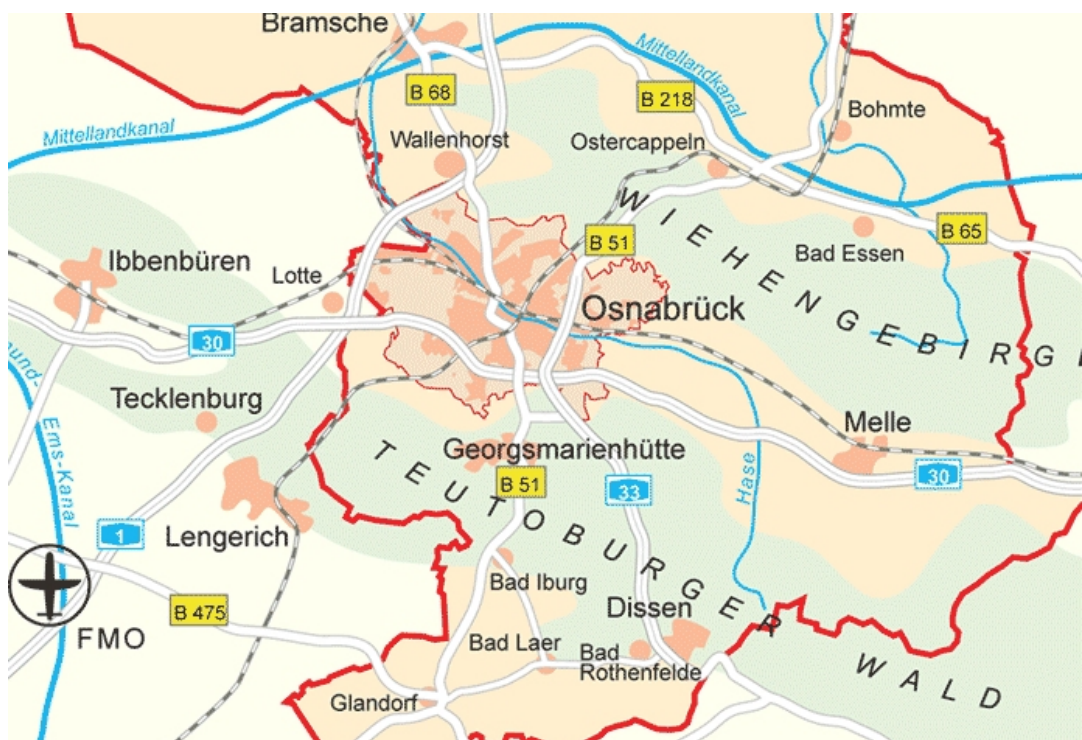 Bramsche
B 68
Mittellandkanal
B 218
Bohmte
Mittellandkanal
Wallenhorst
Ostercappeln
WIEHENGEBIRGE
B 51
B 65
Bad Essen
Ibbenbüren
Lotte
Osnabrück
30
Tecklenburg
Ems-Kanal
Georgsmarienhütte
Melle
TEUTOBURGER
B 51
33
Hase
30
1
Lengerich
Bad Iburg
Dissen
B 475
FMO
Bad Laer
Bad
Rothenfelde
WALD
Glandorf